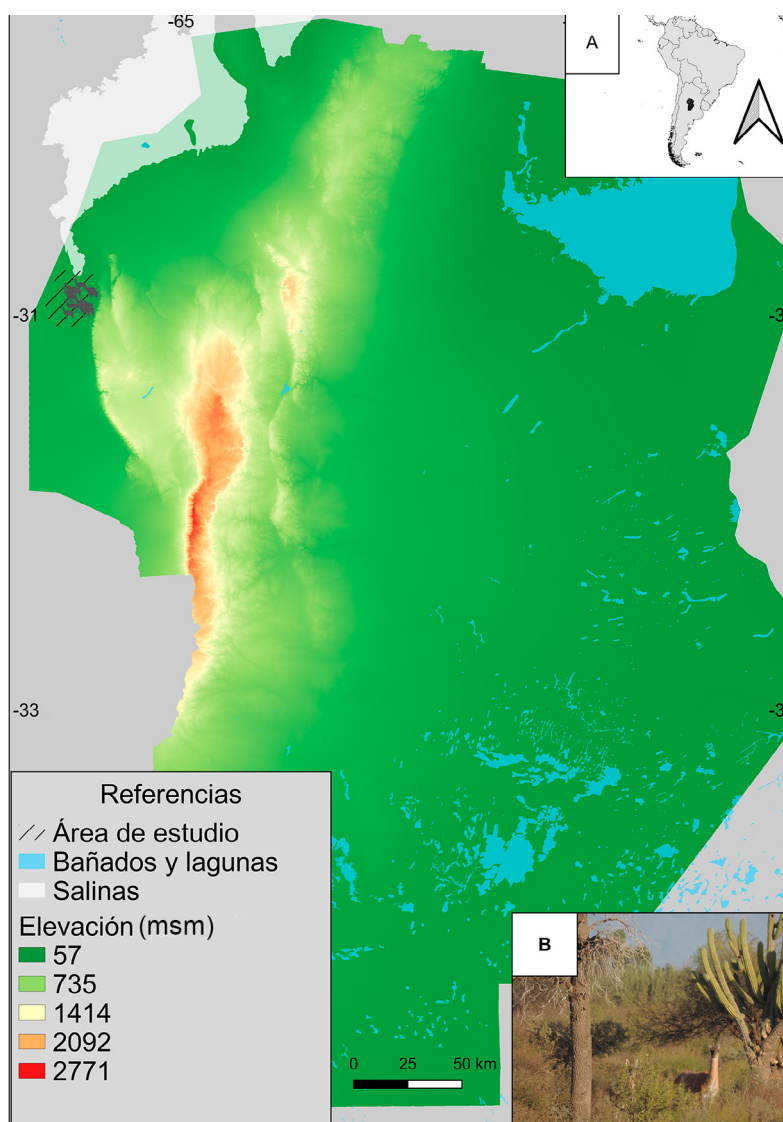 -65
A
-31
-3
-33
-3
Referencias
Área de estudio
Bañados y lagunas
Salinas
Elevación (msm)
57
735
1414
2092
2771
0 25 50 km
B